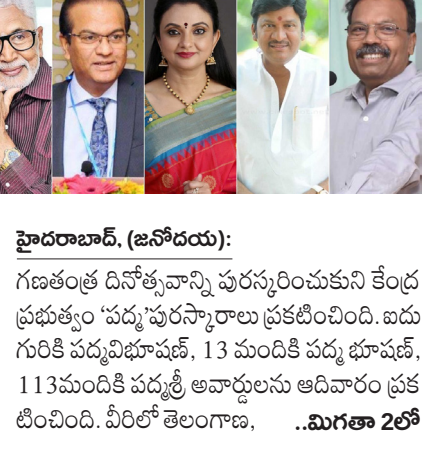 హైదరాబాద్, (జనోదయ):
గణతంత్ర దినోత్సవాన్ని పురస్కరించుకుని కేంద్ర
ప్రభుత్వం ‘పద్మ’పురస్కారాలు ప్రకటించింది. ఐదు
గురికి పద్మవిభూషణ్, 13 మందికి పద్మ భూషణ్,
113మందికి పద్మశ్రీ అవార్డులను ఆదివారం ప్రక
టించింది. వీరిలో తెలంగాణ, ..మిగతా 2లో